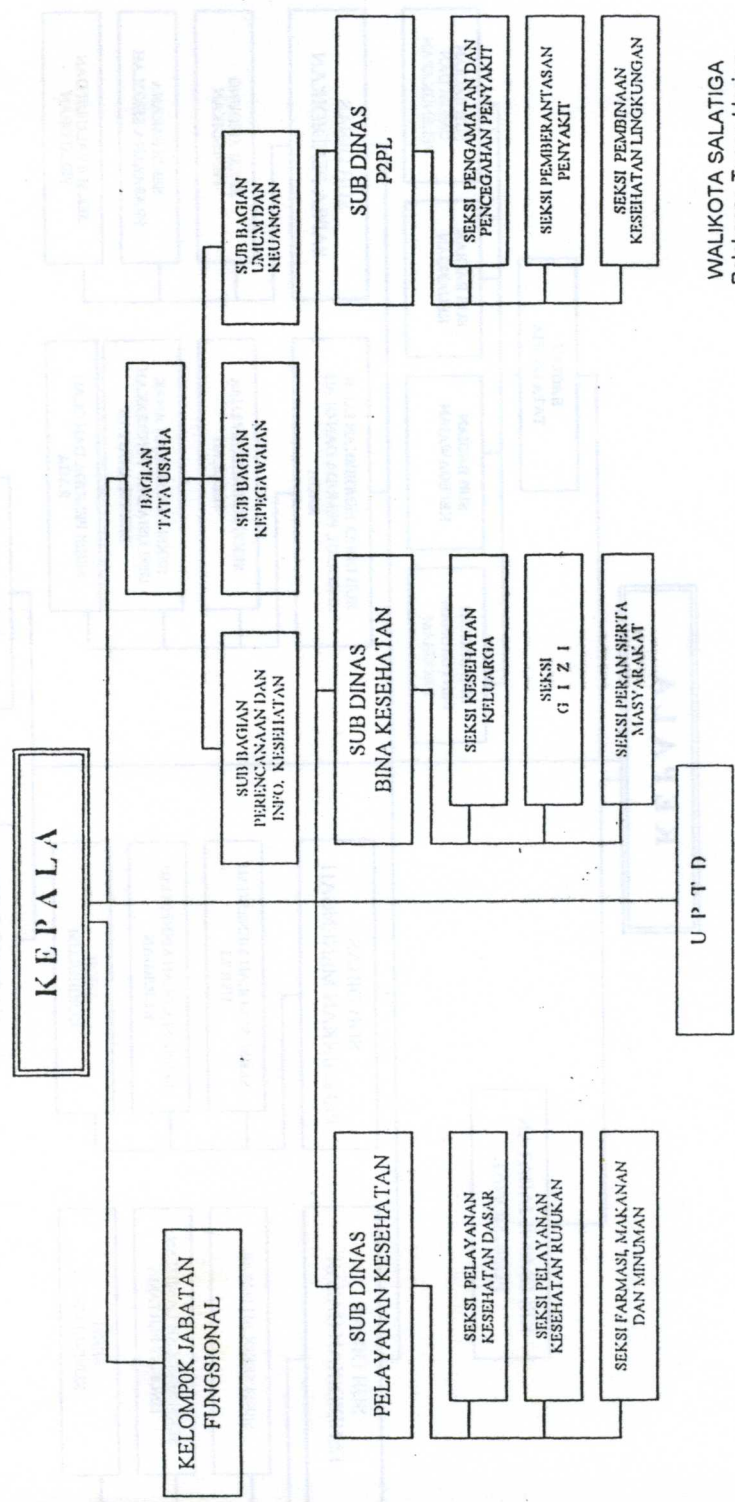 KEPALA
KELOMPOK JABATAN
FUNGSIONAL
BAGIAN
TATA USAHA
SUB BAGIAN
PERENCANAAN DAN
INFO. KESEHATAN
SUB BAGIAN
KEPEGAWAIAN
SUB BAGIAN
UMUM DAN
KEUANGAN
SUB DINAS
PELAYANAN KESEHATAN
SEKSI PELAYANAN
KESEHATAN DASAR
SEKSI PELAYANAN
KESEHATAN RUJUKAN
SEKSI FARMASI, MAKANAN
DAN MINUMAN
SUB DINAS
BINA KESEHATAN
SEKSI KESEHATAN
KELUARGA
SEKSI
G I Z I
SEKSI PERAN SERTA
MASYARAKAT
SUB DINAS
P2PL
SEKSI PENGAMATAN DAN
PENCEGAHAN PENYAKIT
SEKSI PEMBERANTASAN
PENYAKIT
SEKSI PEMBINAAN
KESEHATAN LINGKUNGAN
U P T D
WALIKOTA SALATIGA